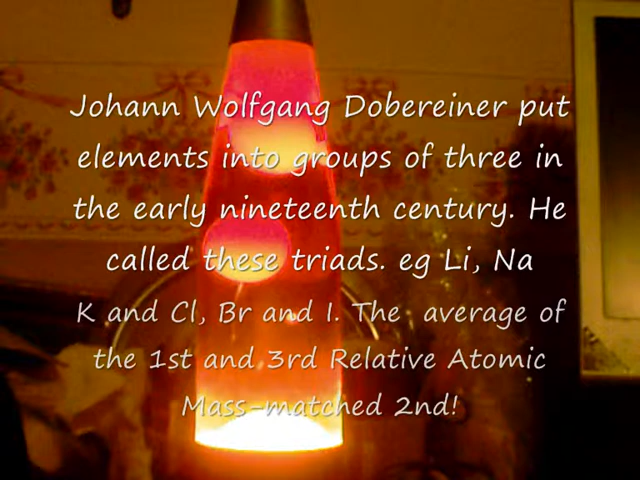 Johann Wolfgang Dobereiner put
elements into groups of three in
the early nineteenth century. He
called these triads. eg Li, Na
K and Cl, Br and I. The  average of
the 1st and 3rd Relative Atomic
Mass-matched 2nd!